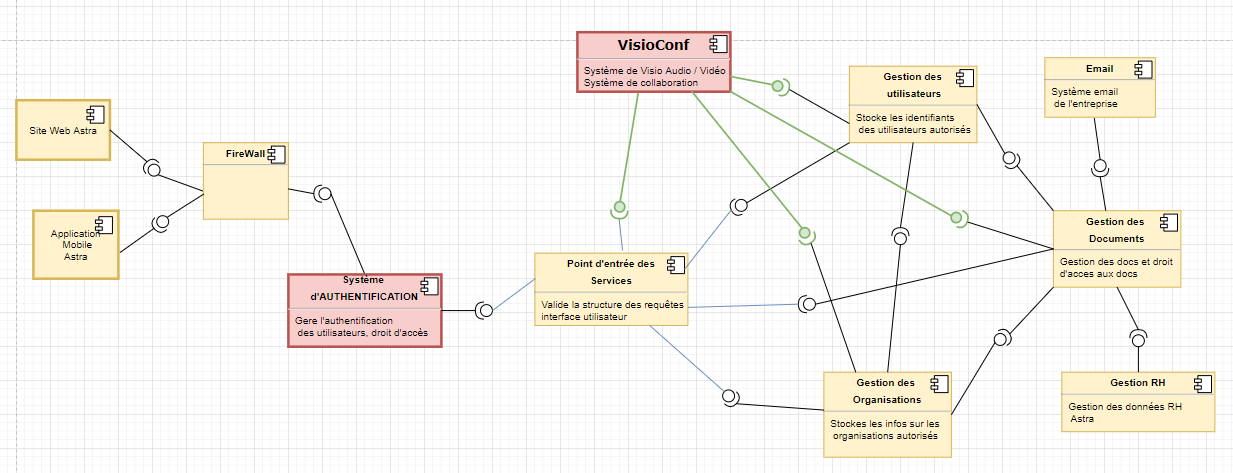 VisioConf
Système de Visio Audio / Vidéo
Système de collaboration
Gestion des
utilisateurs
Stocke les identifiants
des utilisateurs autorisés
Email
Système email
de l'entreprise
Site Web Astra
FireWall
Application
Mobile
Astra
Gestion des
Documents
Gestion des docs et droit
d'acces aux docs
Système
d'AUTHENTIFICATION
Gere l'authentification
des utilisateurs, droit d'accès
Point d'entrée des
Services
Valide la structure des requêtes
interface utilisateur
Gestion des
Organisations
Stockes les infos sur les
organisations autorisés
Gestion RH
Gestion des données RH
Astra